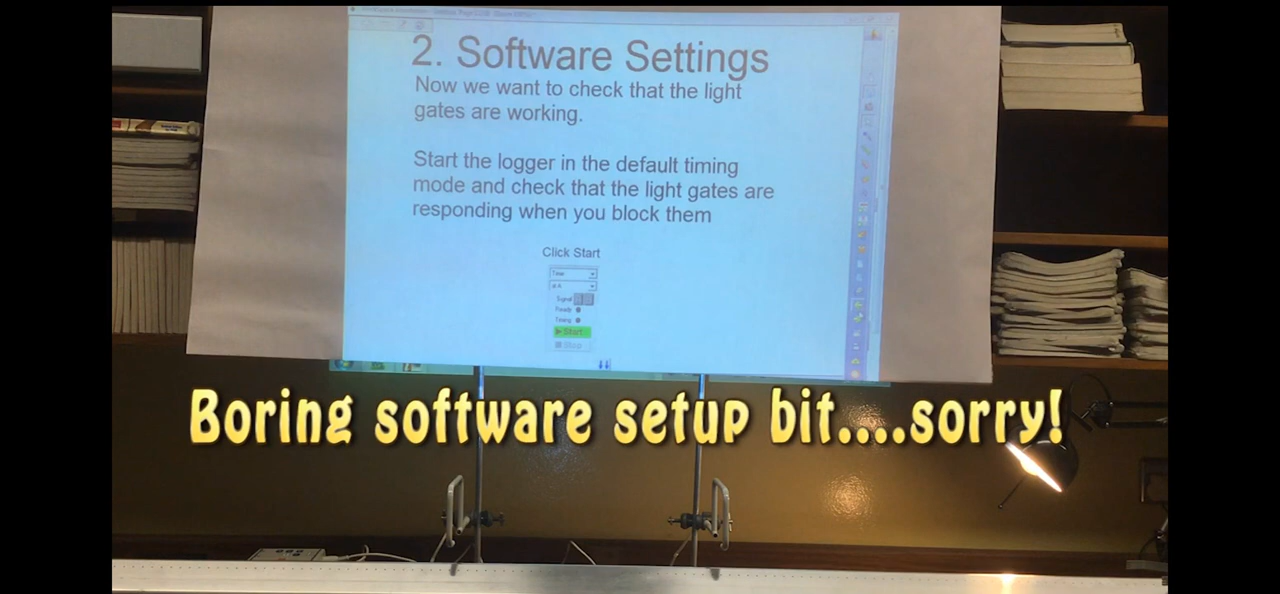 2. Software Settings
Now we want to check that the light
gates are working.
Start the logger in the default timing
mode and check that the light gates are
responding when you block them
Click Start
Time
Signal
Ready
Timing
Start
Stop
Boring software setup bit....sorry!